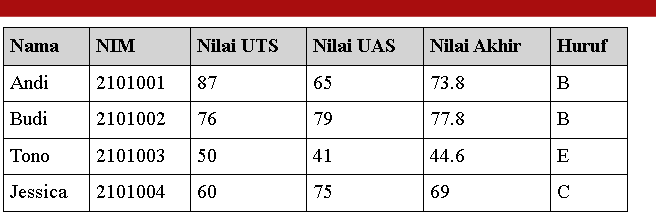 Nama NIM Nilai UTS Nilai UAS Nilai Akhir Huruf
Andi 2101001 87 65 73.8 B
Budi 2101002 76 79 77.8 B
Tono 2101003 50 41 44.6 E
Jessica 2101004 60 75 69 C